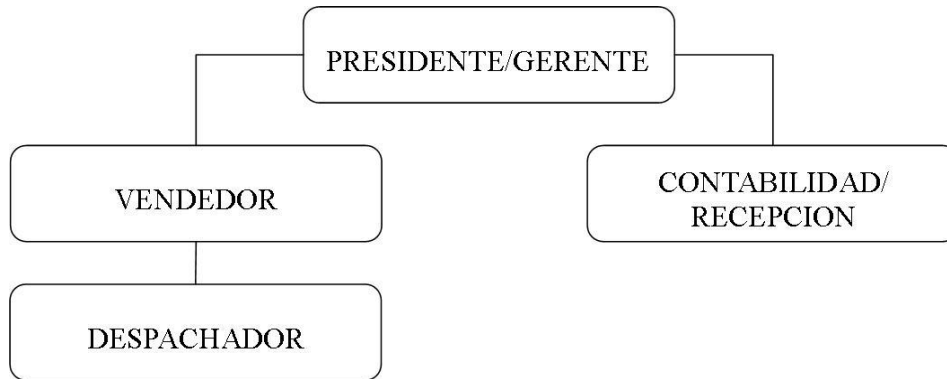 PRESIDENTE/GERENTE
VENDEDOR
CONTABILIDAD/
RECEPCION
DESPACHADOR